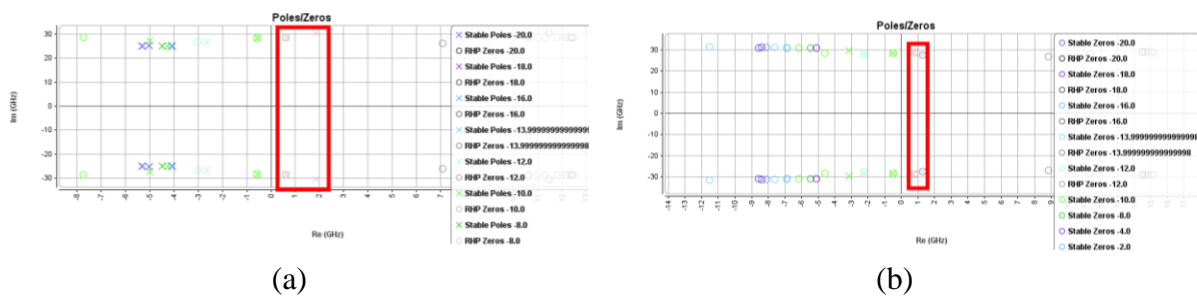 Poles/Zeros
30
20
10
0
-10
-20
-30
Im (GHz)
-8 -7 -6 -5 -4 -3 -2 -1 0 1 2 3 4 5 6 7
Re (GHz)
Stable Poles -20.0
RHP Zeros -20.0
Stable Poles -18.0
RHP Zeros -18.0
Stable Poles -16.0
RHP Zeros -16.0
Stable Poles -13.9999999999999
RHP Zeros -13.999999999999998
Stable Poles -12.0
RHP Zeros -12.0
Stable Poles -10.0
RHP Zeros -10.0
Stable Poles -8.0
RHP Zeros -8.0
(a)
Poles/Zeros
30
20
10
0
-10
-20
-30
Im (GHz)
-14 -13 -12 -11 -10 -9 -8 -7 -6 -5 -4 -3 -2 -1 0 1 2 3 4 5 6 7 8 9
Re (GHz)
Stable Zeros -20.0
RHP Zeros -20.0
Stable Zeros -18.0
RHP Zeros -18.0
Stable Zeros -16.0
RHP Zeros -16.0
Stable Zeros -13.9999999999999
RHP Zeros -13.999999999999998
Stable Zeros -12.0
RHP Zeros -12.0
Stable Zeros -10.0
Stable Zeros -8.0
Stable Zeros -4.0
Stable Zeros -2.0
(b)